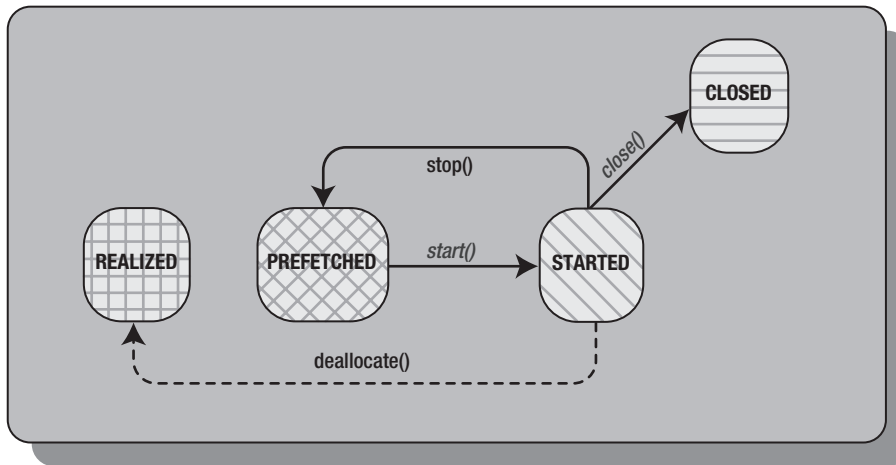 CLOSED
close()
stop()
REALIZED
PREFETCHED
start()
STARTED
deallocate()